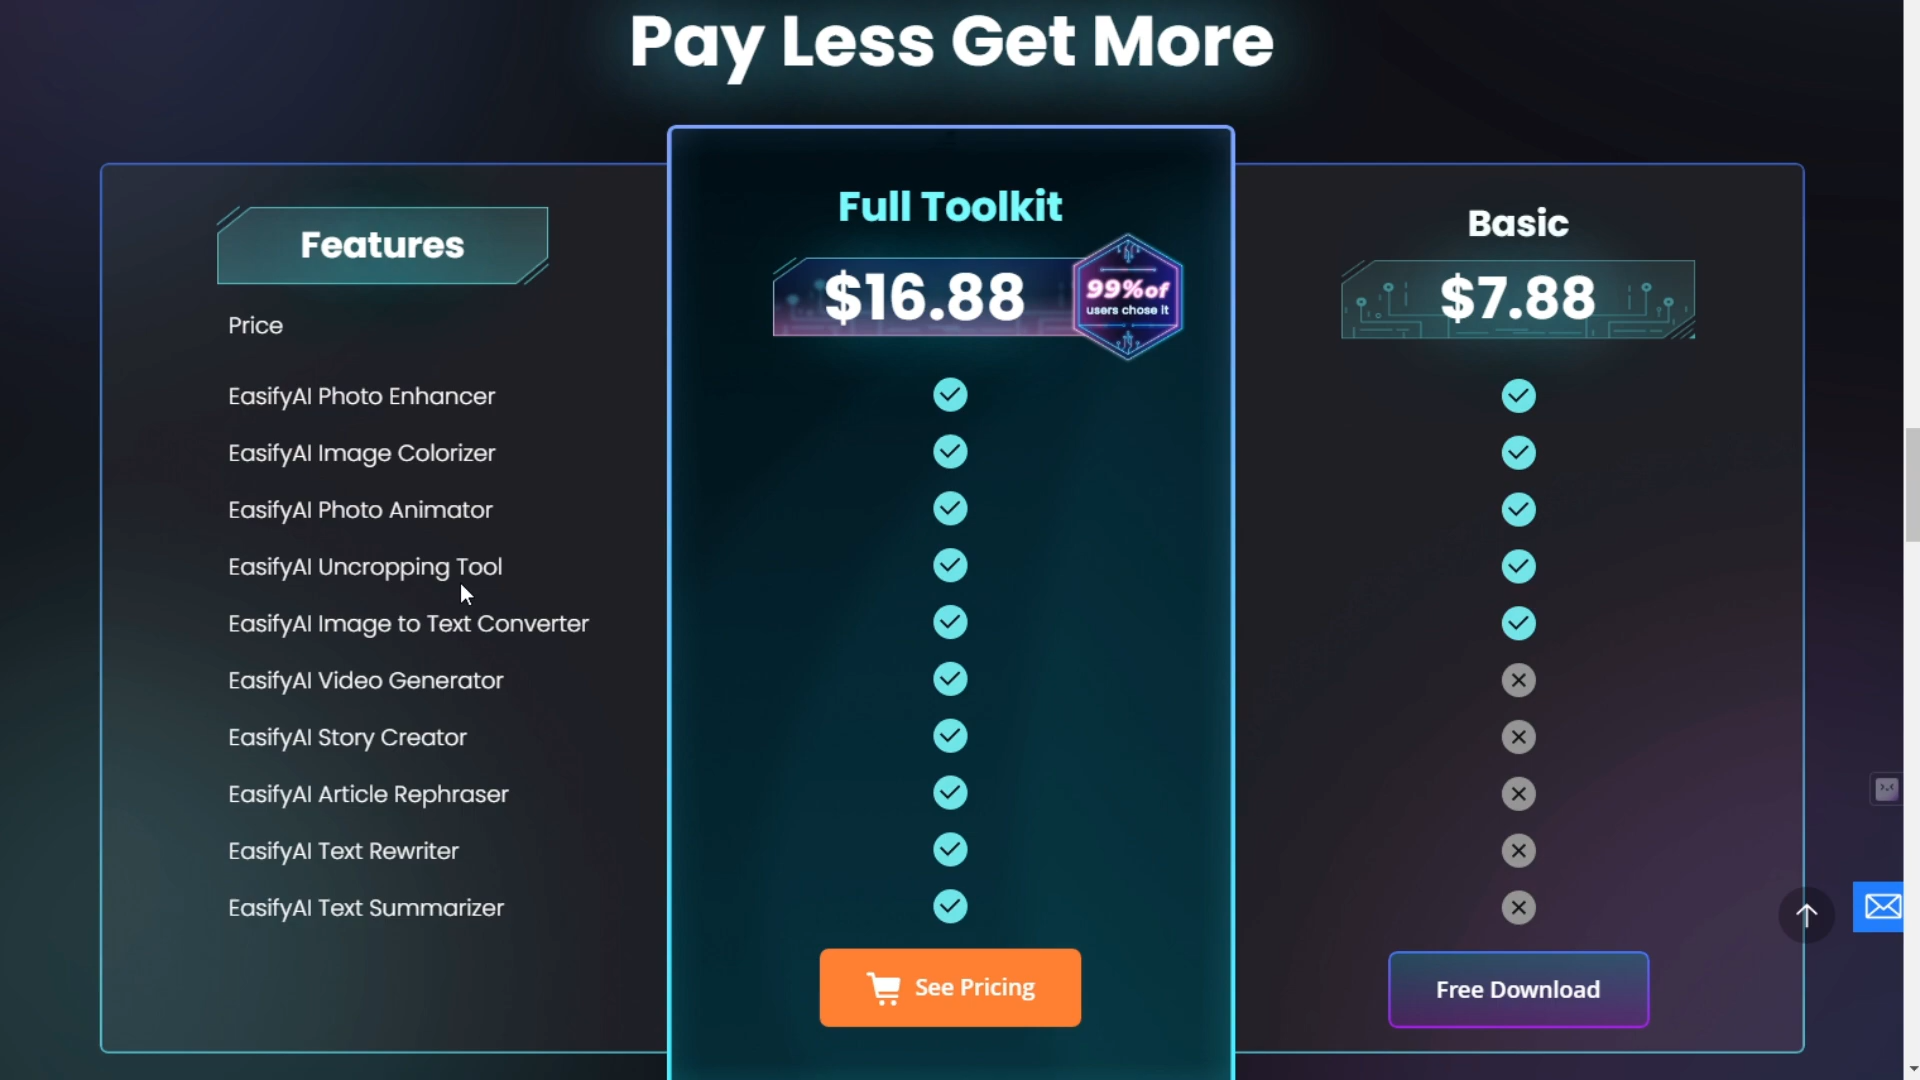 Pay Less Get More
Features
Full Toolkit
Basic
$16.88
99% of
users chose it
$7.88
Price
EasifyAI Photo Enhancer
EasifyAI Image Colorizer
EasifyAI Photo Animator
EasifyAI Uncropping Tool
EasifyAI Image to Text Converter
EasifyAI Video Generator
EasifyAI Story Creator
EasifyAI Article Rephraser
EasifyAI Text Rewriter
EasifyAI Text Summarizer
See Pricing
Free Download